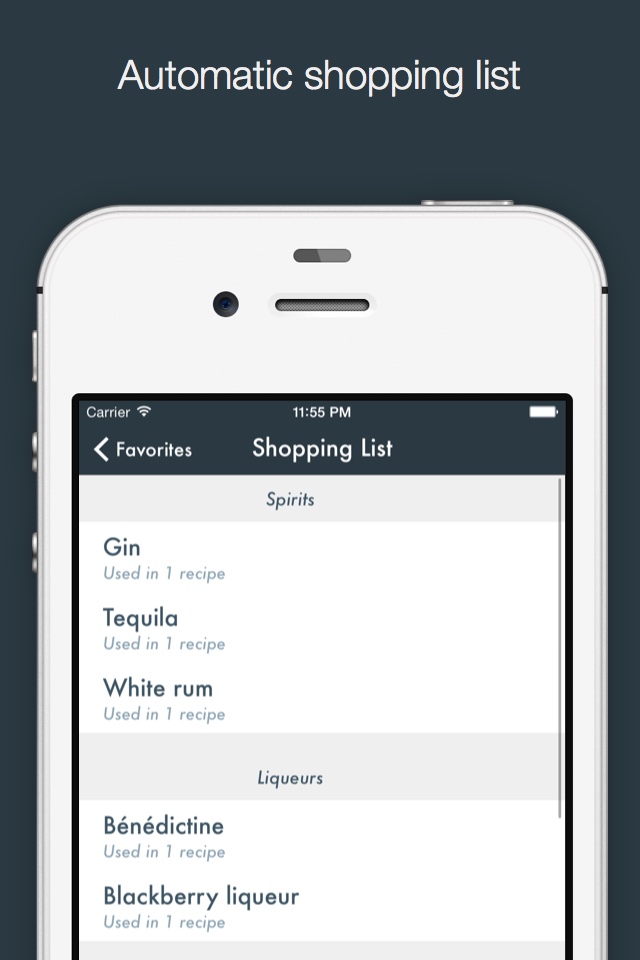 Automatic shopping list
Carrier 11:55 PM
Favorites Shopping List
Spirits
Gin
Used in 1 recipe
Tequila
Used in 1 recipe
White rum
Used in 1 recipe
Liqueurs
Bénédictine
Used in 1 recipe
Blackberry liqueur
Used in 1 recipe